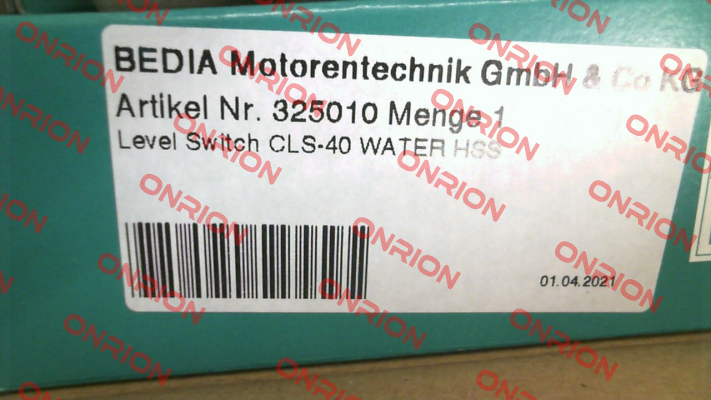 BEDIA Motorentechnik GmbH & Co KG
Artikel Nr. 325010 Menge 1
Level Switch CLS-40 WATER HSS
01.04.2021
ONRION